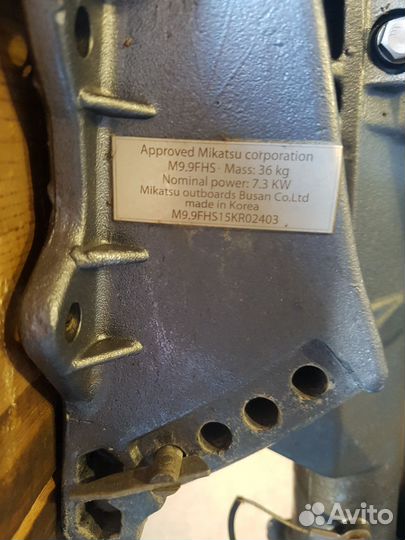 Approved Mikatsu corporation
M9.9FHS · Mass: 36 kg
Nominal power: 7.3 KW
Mikatsu outboards Busan Co.Ltd
made in Korea
M9.9FHS15KR02403
Avito